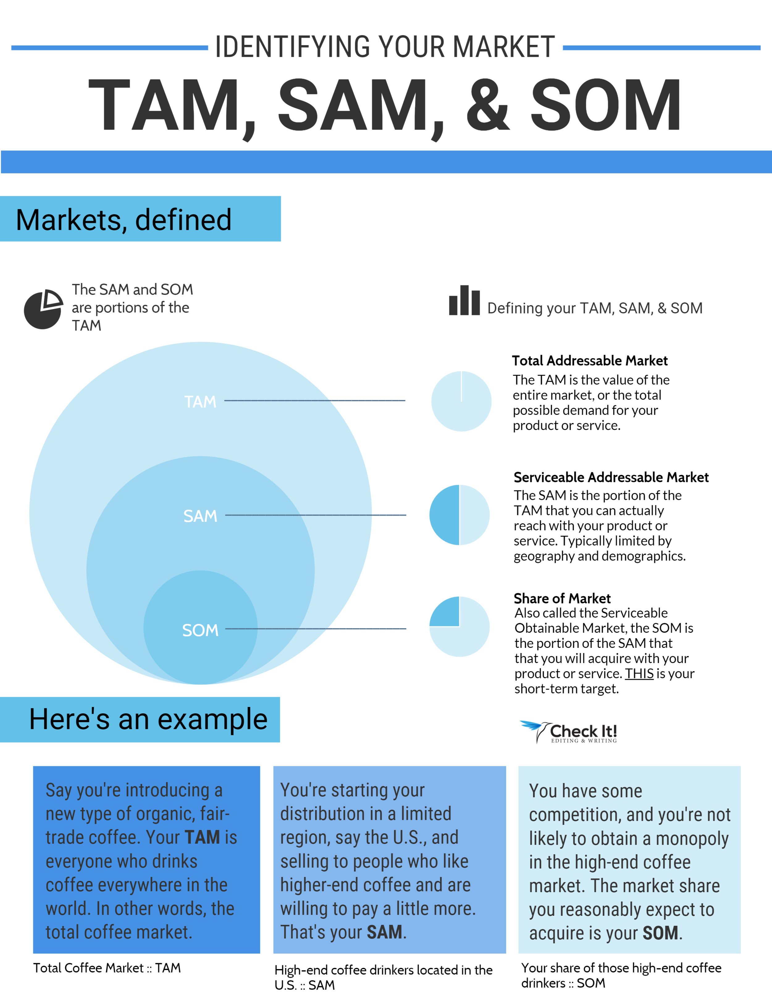 IDENTIFYING YOUR MARKET
TAM, SAM, & SOM
Markets, defined
The SAM and SOM
are portions of the
TAM
Defining your TAM, SAM, & SOM
TAM
SAM
SOM
Total Addressable Market
The TAM is the value of the
entire market, or the total
possible demand for your
product or service.
Serviceable Addressable Market
The SAM is the portion of the
TAM that you can actually
reach with your product or
service. Typically limited by
geography and demographics.
Share of Market
Also called the Serviceable
Obtainable Market, the SOM is
the portion of the SAM that
that you will acquire with your
product or service. THIS is your
short-term target.
Here's an example
Check It!
EDITING & WRITING
Say you're introducing a
new type of organic, fair-
trade coffee. Your TAM is
everyone who drinks
coffee everywhere in the
world. In other words, the
total coffee market.
Total Coffee Market :: TAM
You're starting your
distribution in a limited
region, say the U.S., and
selling to people who like
higher-end coffee and are
willing to pay a little more.
That's your SAM.
High-end coffee drinkers located in the
U.S. :: SAM
You have some
competition, and you're not
likely to obtain a monopoly
in the high-end coffee
market. The market share
you reasonably expect to
acquire is your SOM.
Your share of those high-end coffee
drinkers :: SOM